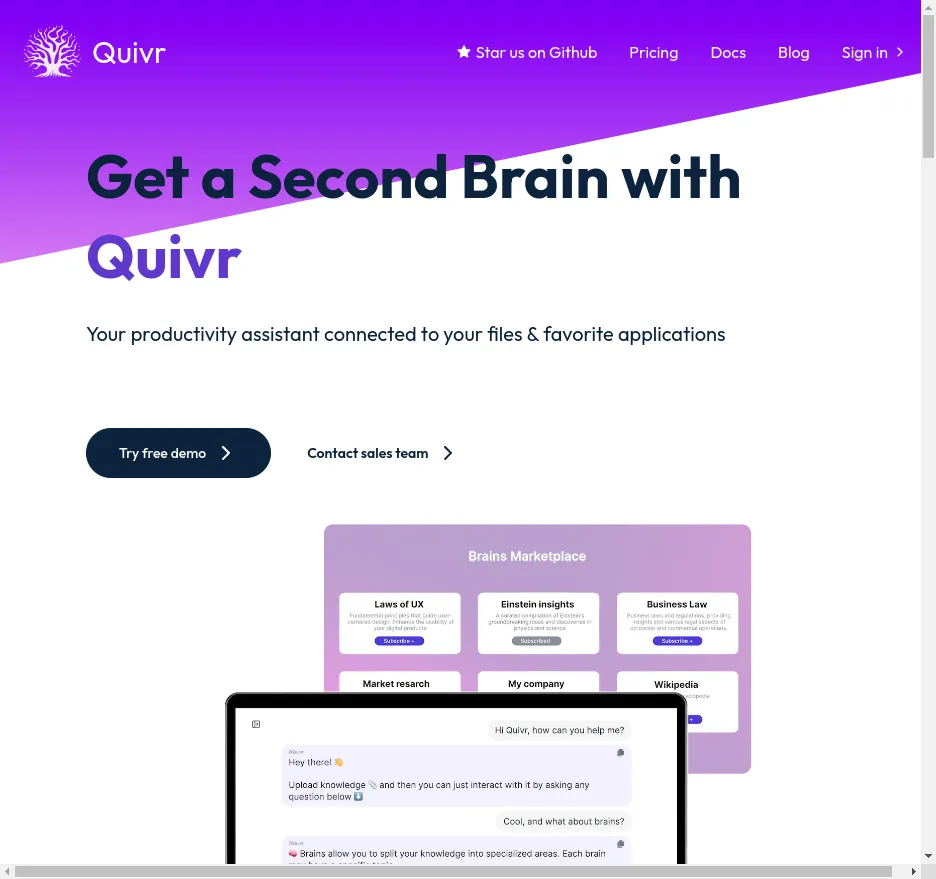 Quivr
Star us on Github
Pricing
Docs
Blog
Sign in
Get a Second Brain with
Quivr
Your productivity assistant connected to your files & favorite applications
Try free demo
Contact sales team
Brains Marketplace
Laws of UX
Fundamental principles that guide user-
centered design. Enhance the usability of
your digital products.
Subscribe +
Einstein insights
A curated compilation of Einstein's
groundbreaking ideas and discoveries in
physics and science
Subscribed
Business Law
Business laws and regulations, providing
insights into various legal aspects of
corporate and commercial operations.
Subscribe +
Market resarch
My company
Wikipedia
Hi Quivr, how can you help me?
@Quivr
Hey there! 👋
Upload knowledge 📎 and then you can just interact with it by asking any
question below ⬇️
Cool, and what about brains?
@Quivr
🧠 Brains allow you to split your knowledge into specialized areas. Each brain